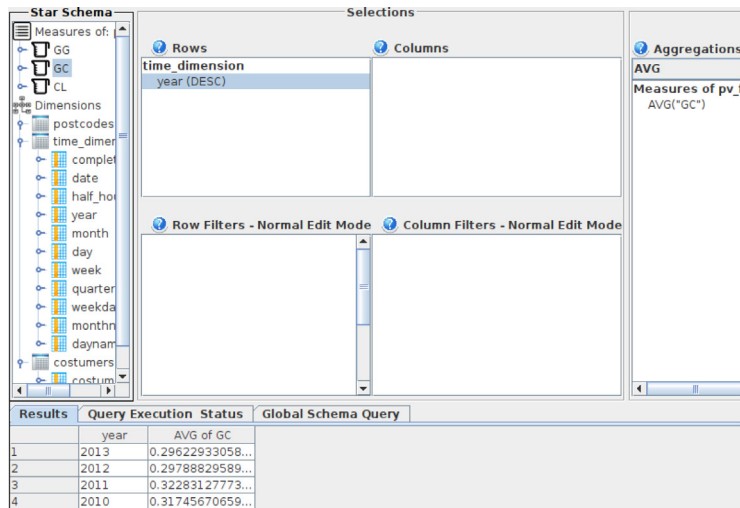 Star Schema
Measures of:
GG
GC
CL
Dimensions
postcodes
time_dimer
complet
date
half_hou
year
month
day
week
quarter
weekda
monthn
daynam
costumers
costum
Selections
Rows
time_dimension
year (DESC)
Columns
Row Filters - Normal Edit Mode
Column Filters - Normal Edit Mode
Aggregations
AVG
Measures of pv_
AVG("GC")
Results Query Execution Status Global Schema Query
year AVG of GC
1 2013 0.29622933058...
2 2012 0.29788829589...
3 2011 0.32283127773...
4 2010 0.31745670659...